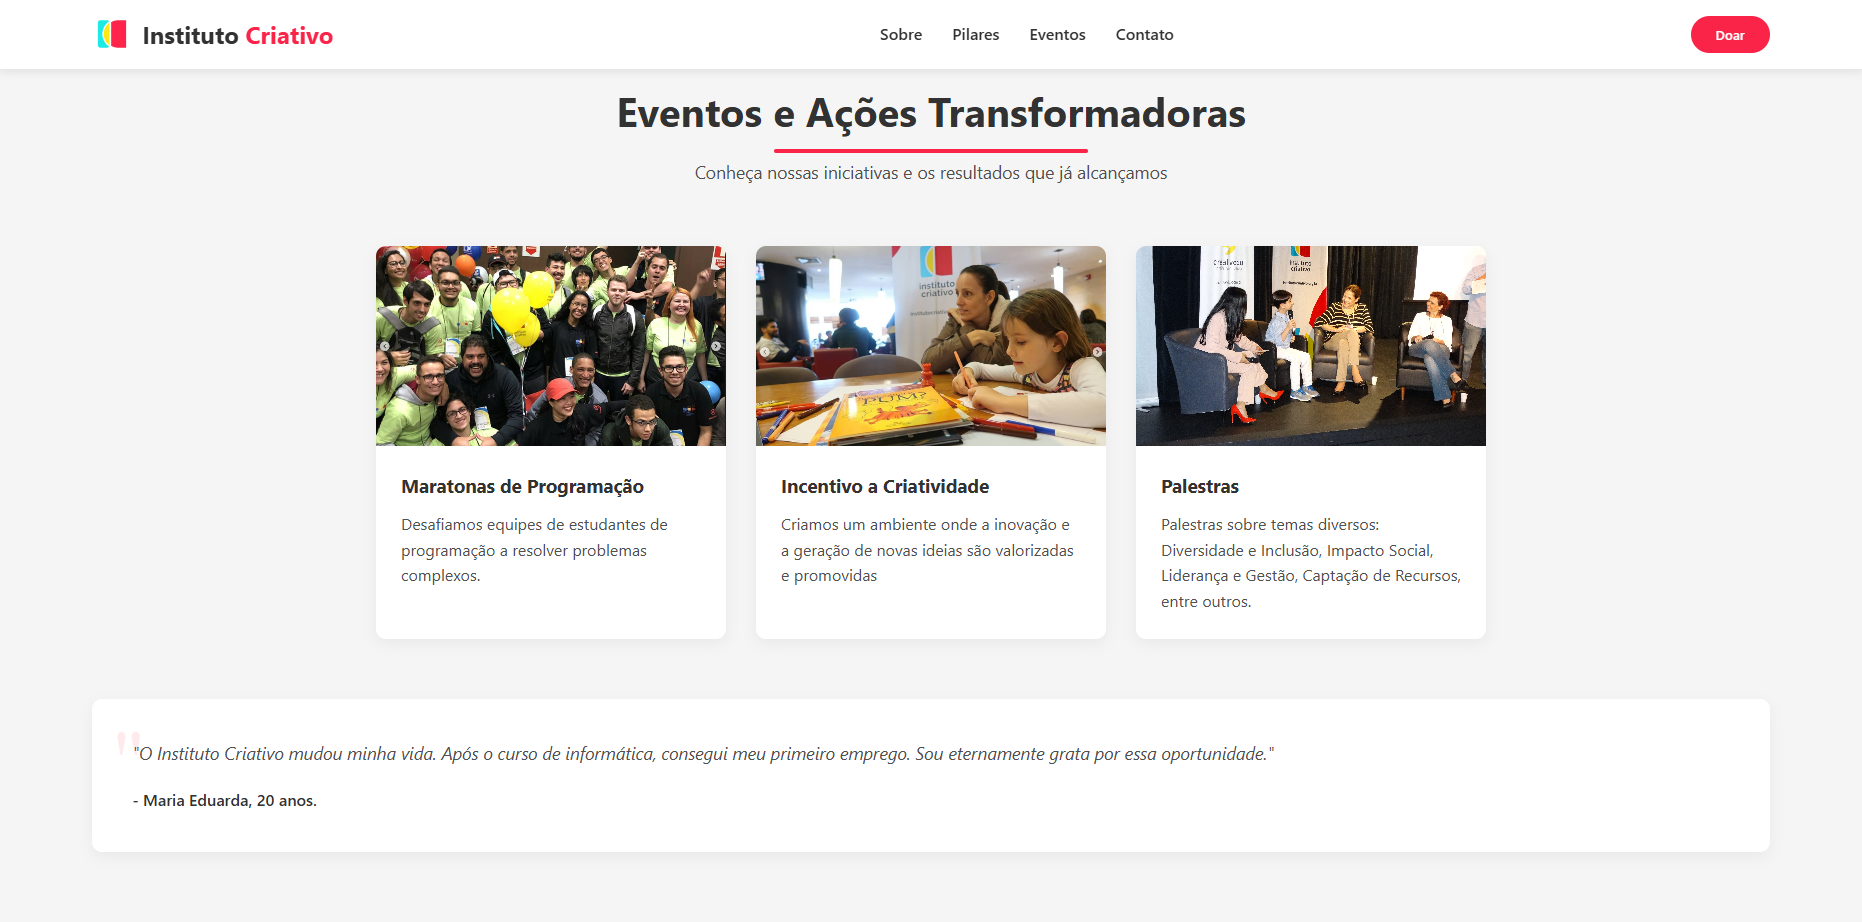 Instituto Criativo
Sobre
Pilares
Eventos
Contato
Doar
Eventos e Ações Transformadoras
Conheça nossas iniciativas e os resultados que já alcançamos
instituto
criativo
PUM?
instituto
criativo
Maratonas de Programação
Desafiamos equipes de estudantes de
programação a resolver problemas
complexos.
Incentivo a Criatividade
Criamos um ambiente onde a inovação e
a geração de novas ideias são valorizadas
e promovidas
Palestras
Palestras sobre temas diversos:
Diversidade e Inclusão, Impacto Social,
Liderança e Gestão, Captação de Recursos,
entre outros.
"O Instituto Criativo mudou minha vida. Após o curso de informática, consegui meu primeiro emprego. Sou eternamente grata por essa oportunidade."
- Maria Eduarda, 20 anos.